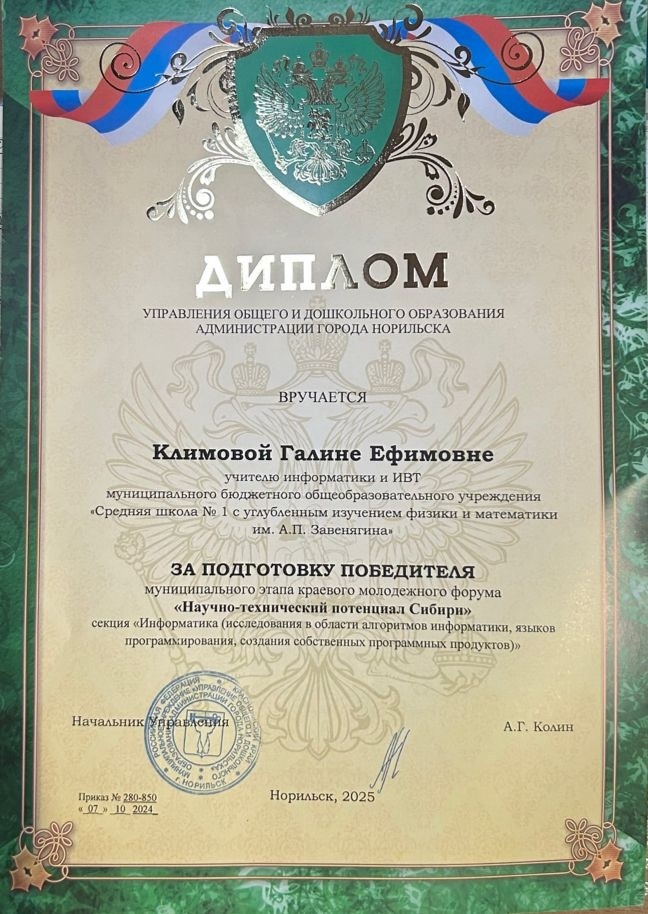 ДИПЛОМ
УПРАВЛЕНИЯ ОБЩЕГО И ДОШКОЛЬНОГО ОБРАЗОВАНИЯ
АДМИНИСТРАЦИИ ГОРОДА НОРИЛЬСКА
ВРУЧАЕТСЯ
Климовой Галине Ефимовне
учителю информатики и ИВТ
муниципального бюджетного общеобразовательного учреждения
«Средняя школа № 1 с углубленным изучением физики и математики
им. А.П. Завенягина»
ЗА ПОДГОТОВКУ ПОБЕДИТЕЛЯ
муниципального этапа краевого молодежного форума
«Научно-технический потенциал Сибири»
секция «Информатика (исследования в области алгоритмов информатики, языков
программирования, создания собственных программных продуктов)»
Начальник Управления
А.Г. Колин
РОССИЙСКАЯ ФЕДЕРАЦИЯ
г. НОРИЛЬСК
Приказ № 280-850
« 07 » 10 2024
Норильск, 2025